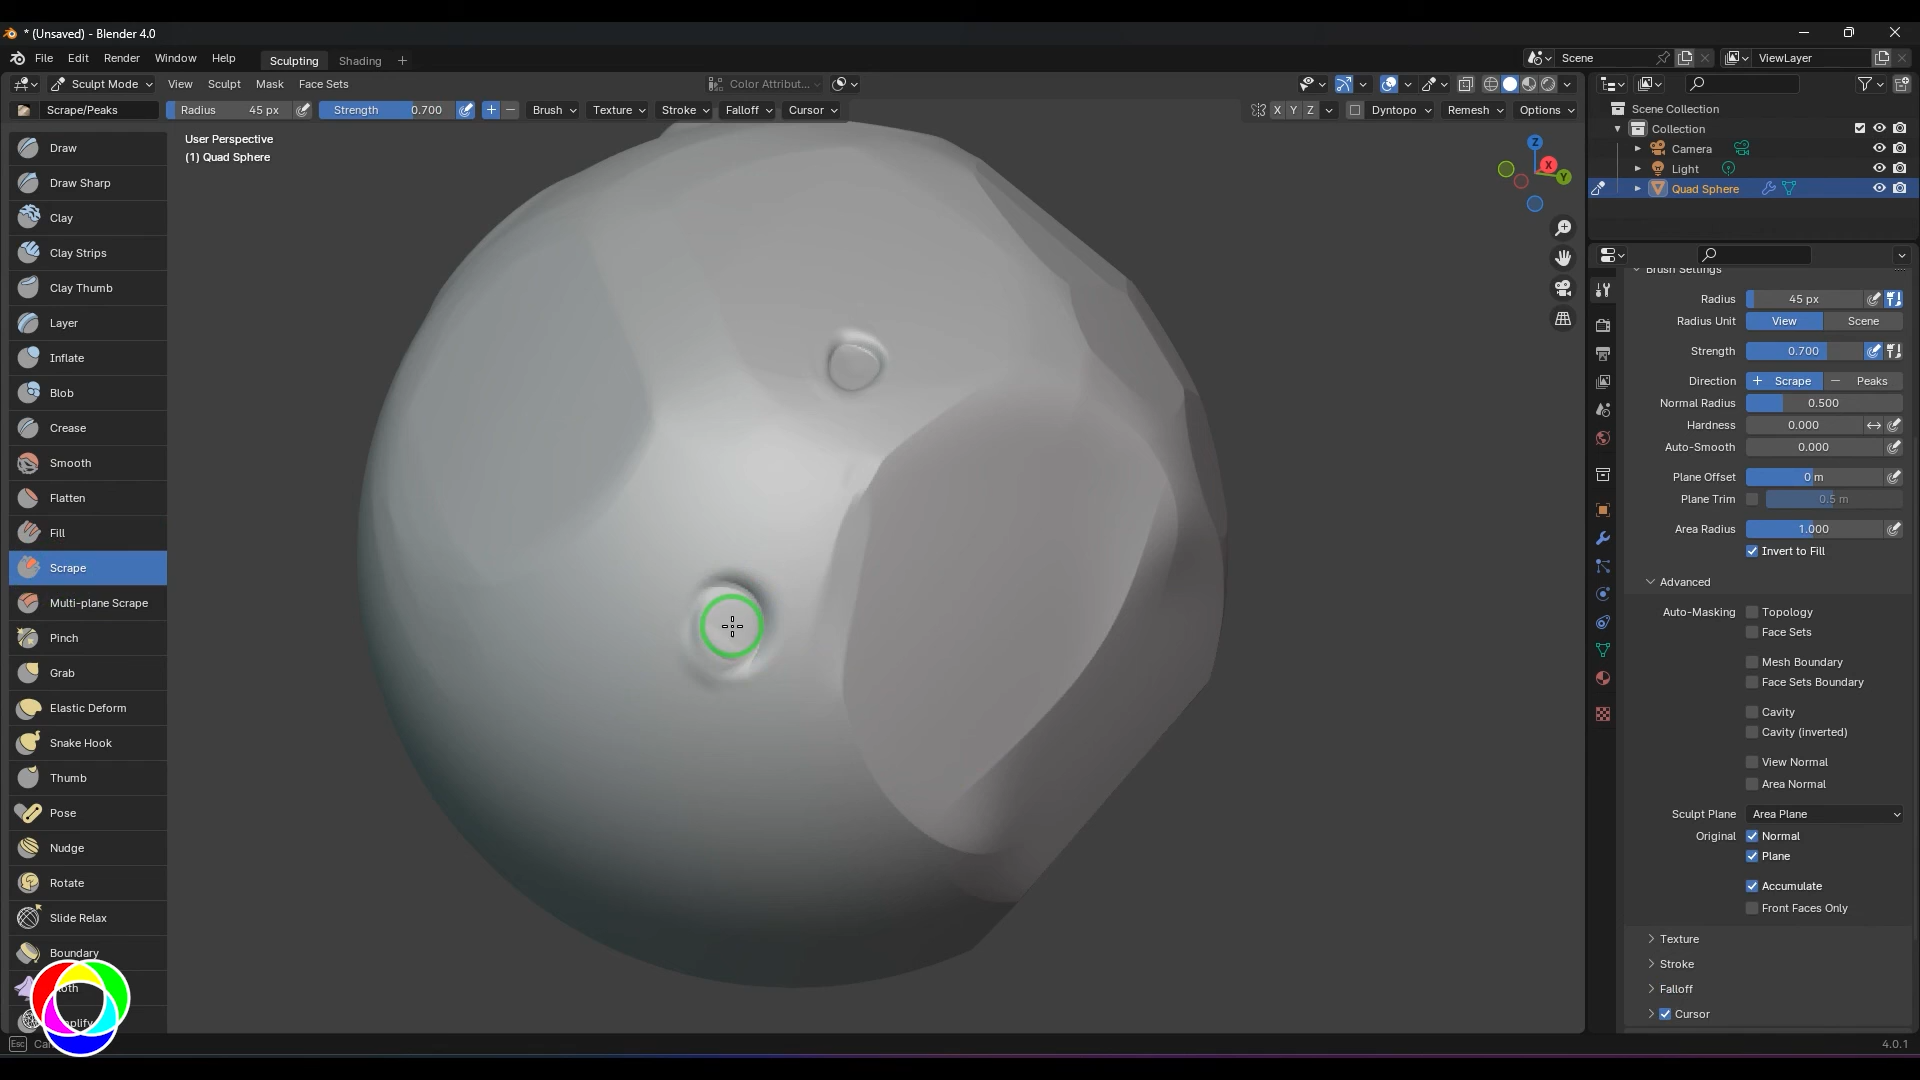 * (Unsaved) - Blender 4.0
File Edit Render Window Help Sculpting Shading + Scene ViewLayer
Sculpt Mode View Sculpt Mask Face Sets Color Attribut...
Scrape/Peaks Radius 45 px Strength 0.700 + − Brush Texture Stroke Falloff Cursor X Y Z Dyntopo Remesh Options
User Perspective
(1) Quad Sphere
Z
X
Y
Draw
Draw Sharp
Clay
Clay Strips
Clay Thumb
Layer
Inflate
Blob
Crease
Smooth
Flatten
Fill
Scrape
Multi-plane Scrape
Pinch
Grab
Elastic Deform
Snake Hook
Thumb
Pose
Nudge
Rotate
Slide Relax
Boundary
Esc
Scene Collection
Collection
Camera
Light
Quad Sphere
Brush Settings
Radius 45 px
Radius Unit View Scene
Strength 0.700
Direction + Scrape − Peaks
Normal Radius 0.500
Hardness 0.000
Auto-Smooth 0.000
Plane Offset 0 m
Plane Trim 0.5 m
Area Radius 1.000
Invert to Fill
Advanced
Auto-Masking Topology
Face Sets
Mesh Boundary
Face Sets Boundary
Cavity
Cavity (inverted)
View Normal
Area Normal
Sculpt Plane Area Plane
Original Normal
Plane
Accumulate
Front Faces Only
Texture
Stroke
Falloff
Cursor
4.0.1